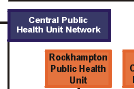 Central Public
Health Unit Network
Rockhampton
Public Health
Unit